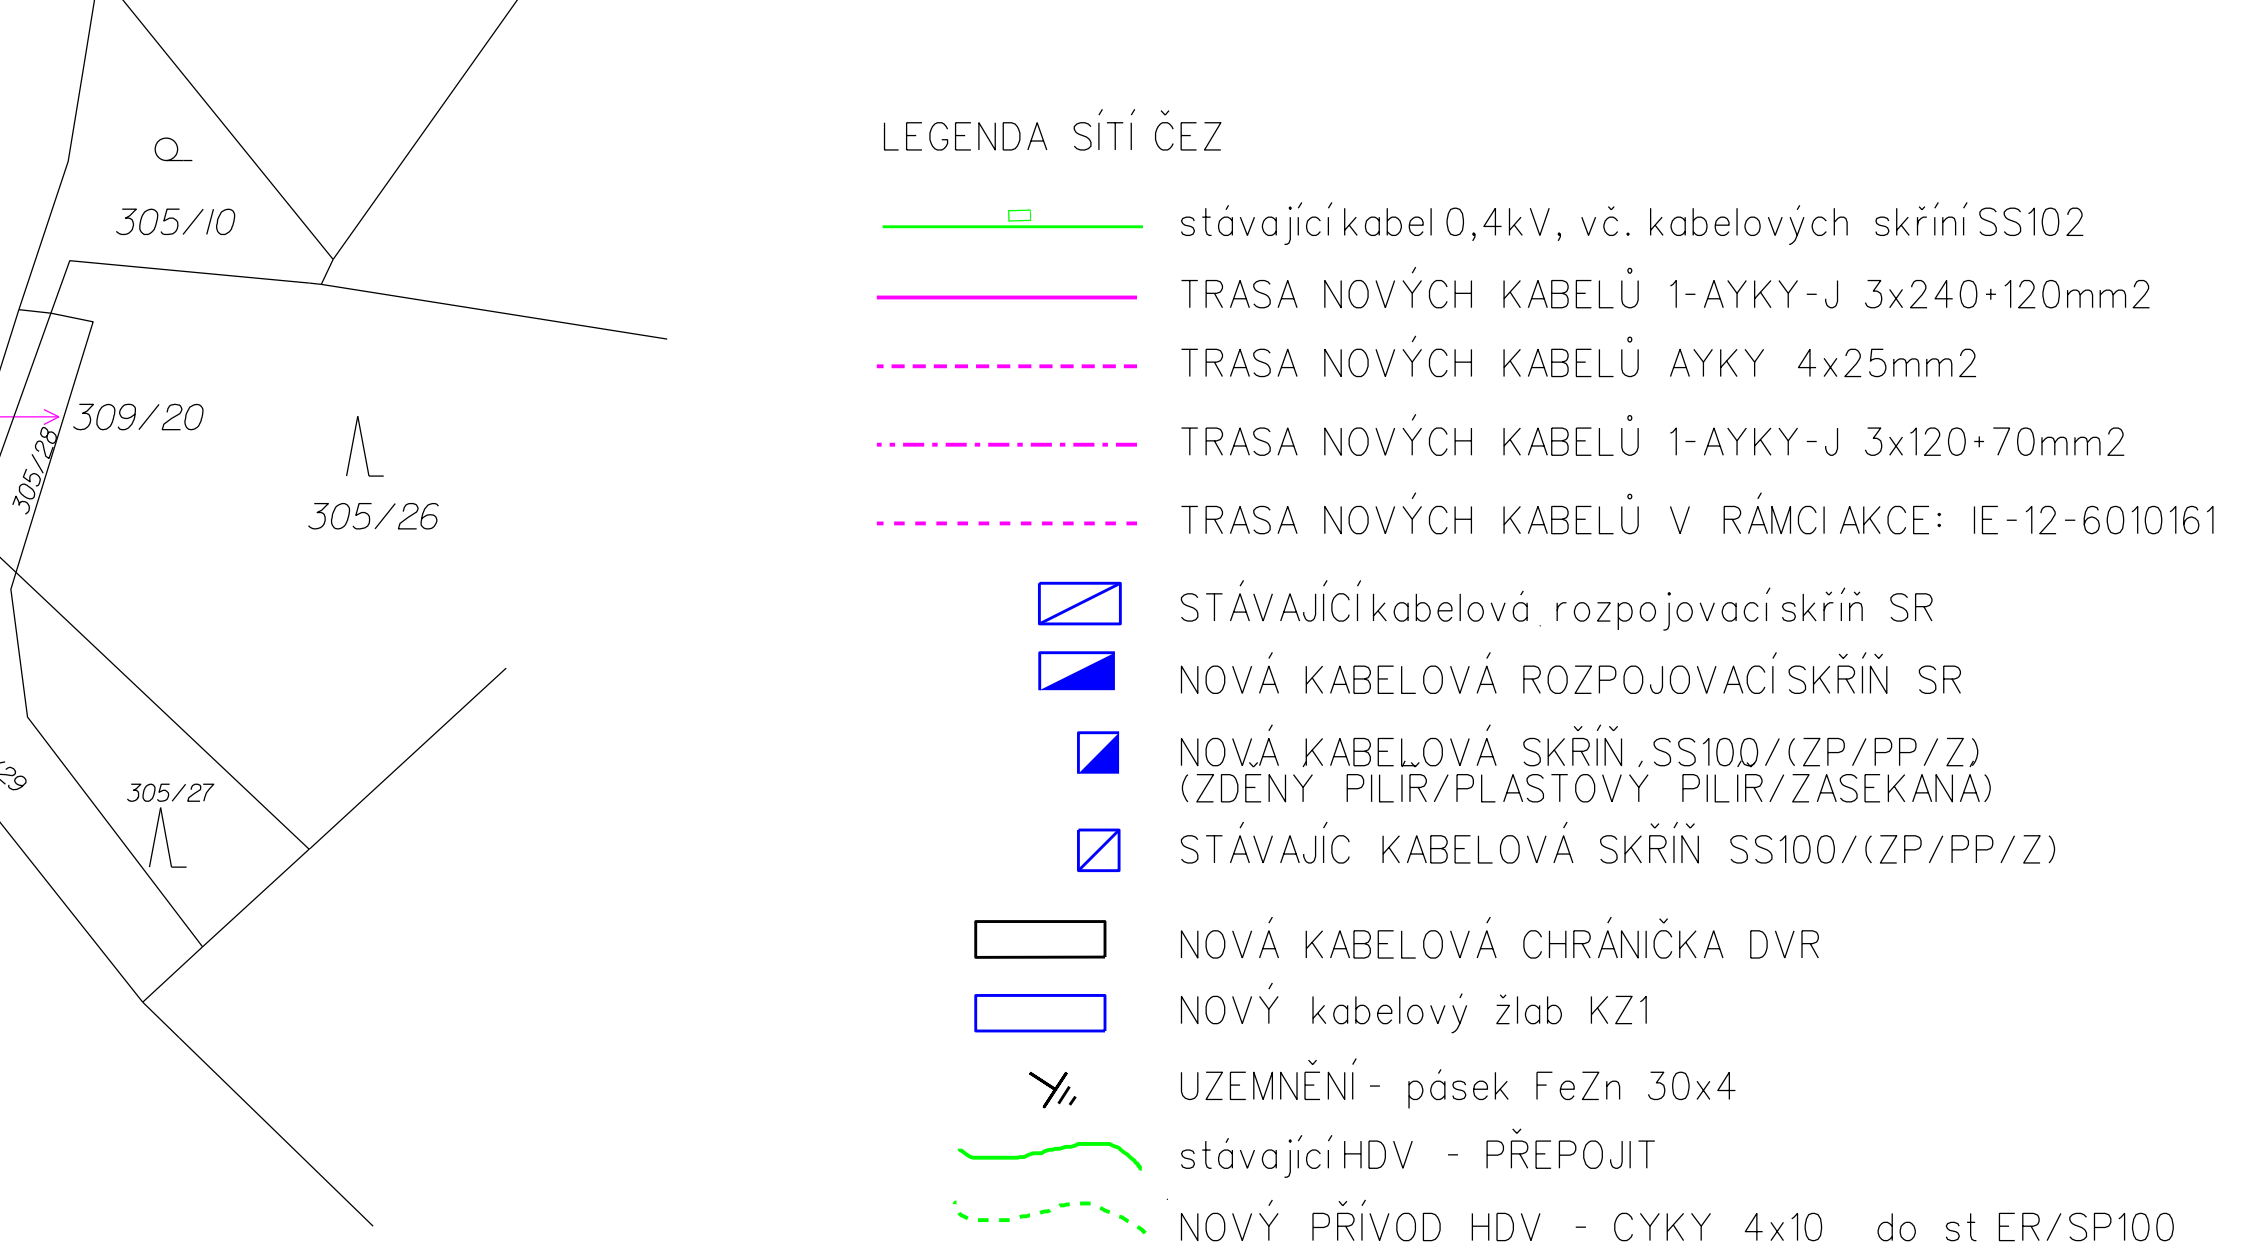 305/10
309/20
305/28
305/26
305/27
/29
LEGENDA SÍTÍ ČEZ
stávající kabel 0,4kV, vč. kabelových skříní SS102
TRASA NOVÝCH KABELŮ 1-AYKY-J 3x240+120mm2
TRASA NOVÝCH KABELŮ AYKY 4x25mm2
TRASA NOVÝCH KABELŮ 1-AYKY-J 3x120+70mm2
TRASA NOVÝCH KABELŮ V RÁMCI AKCE: IE-12-6010161
STÁVAJÍCÍ kabelová rozpojovací skříň SR
NOVÁ KABELOVÁ ROZPOJOVACÍ SKŘÍŇ SR
NOVÁ KABELOVÁ SKŘÍŇ SS100/(ZP/PP/Z)
(ZDĚNÝ PILÍŘ/PLASTOVÝ PILÍŘ/ZASEKANÁ)
STÁVAJÍC KABELOVÁ SKŘÍŇ SS100/(ZP/PP/Z)
NOVÁ KABELOVÁ CHRÁNIČKA DVR
NOVÝ kabelový žlab KZ1
UZEMNĚNÍ - pásek FeZn 30x4
stávající HDV - PŘEPOJIT
NOVÝ PŘÍVOD HDV - CYKY 4x10 do st ER/SP100